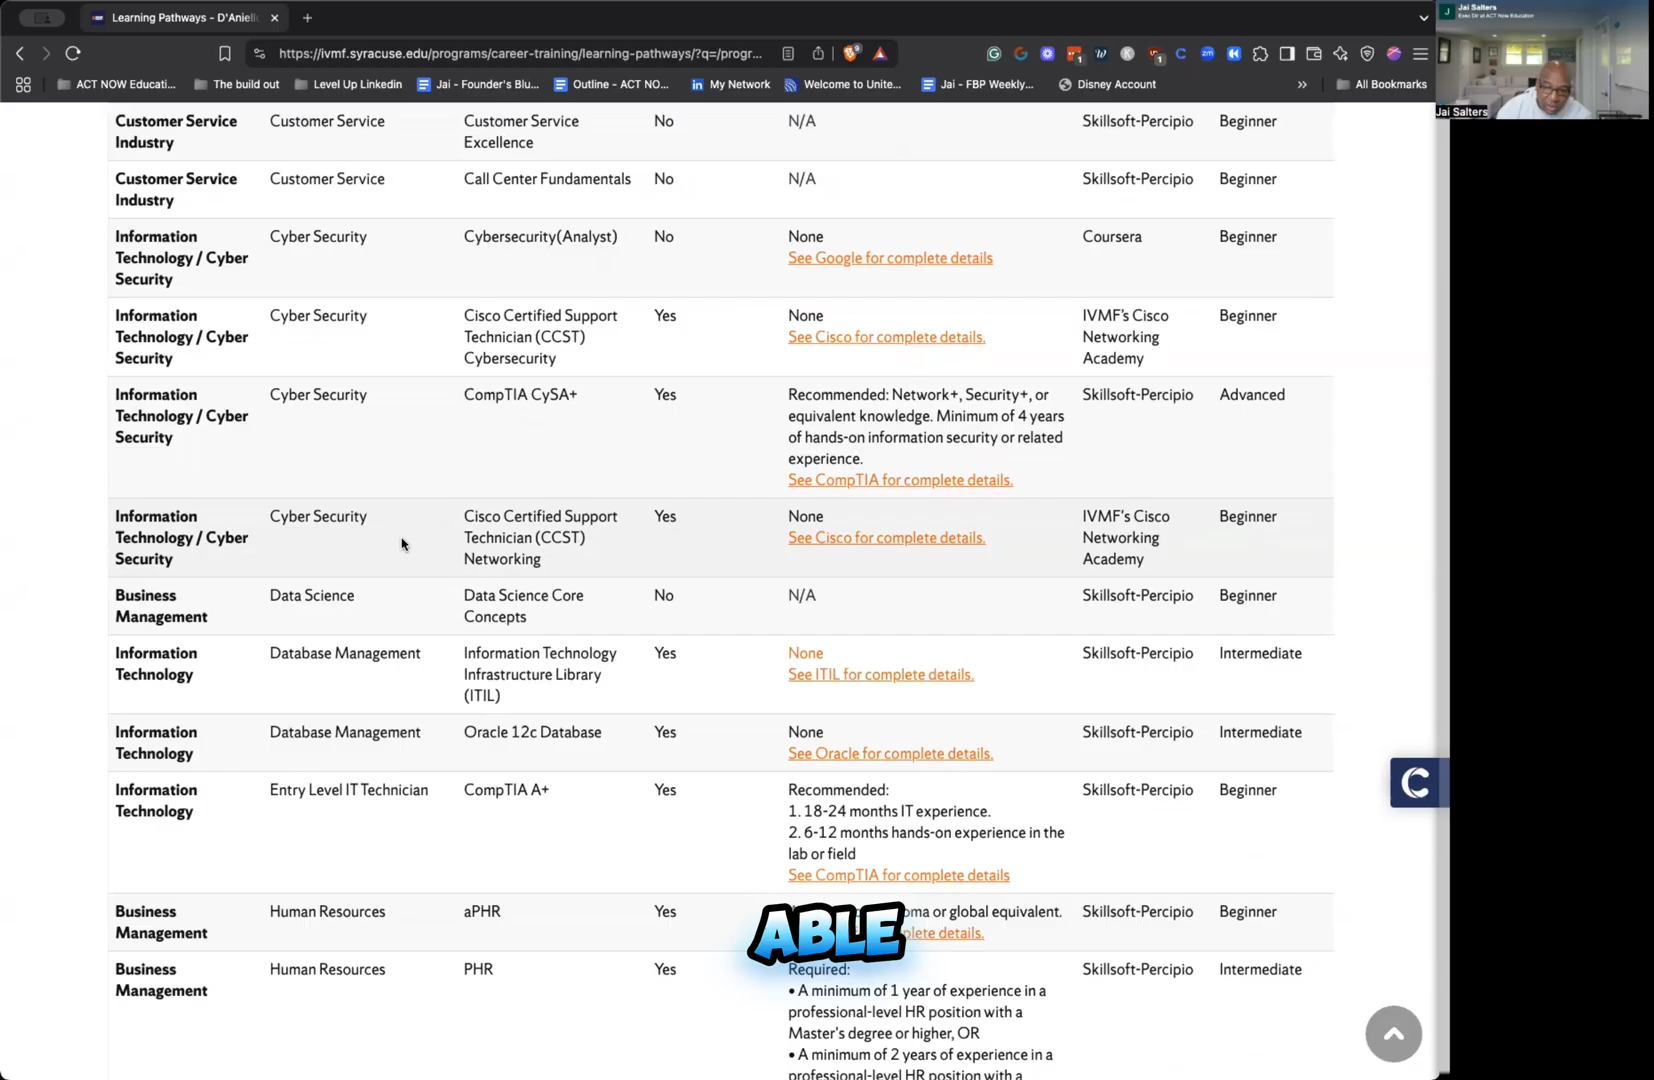 Learning Pathways - D'Aniell
https://ivmf.syracuse.edu/programs/career-training/learning-pathways/?q=/progr...
ACT NOW Educati...
The build out
Level Up Linkedin
Jai - Founder's Blu...
Outline - ACT NO...
My Network
Welcome to Unite...
Jai - FBP Weekly...
Disney Account
»
All Bookmarks
J
Jai Salters
Exec Dir at ACT Now Education
Jai Salters
Customer Service
Industry
Customer Service
Customer Service
Excellence
No
N/A
Skillsoft-Percipio
Beginner
Customer Service
Industry
Customer Service
Call Center Fundamentals
No
N/A
Skillsoft-Percipio
Beginner
Information
Technology / Cyber
Security
Cyber Security
Cybersecurity(Analyst)
No
None
See Google for complete details
Coursera
Beginner
Information
Technology / Cyber
Security
Cyber Security
Cisco Certified Support
Technician (CCST)
Cybersecurity
Yes
None
See Cisco for complete details.
IVMF's Cisco
Networking
Academy
Beginner
Information
Technology / Cyber
Security
Cyber Security
CompTIA CySA+
Yes
Recommended: Network+, Security+, or
equivalent knowledge. Minimum of 4 years
of hands-on information security or related
experience.
See CompTIA for complete details.
Skillsoft-Percipio
Advanced
Information
Technology / Cyber
Security
Cyber Security
Cisco Certified Support
Technician (CCST)
Networking
Yes
None
See Cisco for complete details.
IVMF's Cisco
Networking
Academy
Beginner
Business
Management
Data Science
Data Science Core
Concepts
No
N/A
Skillsoft-Percipio
Beginner
Information
Technology
Database Management
Information Technology
Infrastructure Library
(ITIL)
Yes
None
See ITIL for complete details.
Skillsoft-Percipio
Intermediate
Information
Technology
Database Management
Oracle 12c Database
Yes
None
See Oracle for complete details.
Skillsoft-Percipio
Intermediate
Information
Technology
Entry Level IT Technician
CompTIA A+
Yes
Recommended:
1. 18-24 months IT experience.
2. 6-12 months hands-on experience in the
lab or field
See CompTIA for complete details
Skillsoft-Percipio
Beginner
Business
Management
Human Resources
aPHR
Yes
or global equivalent.
details.
Skillsoft-Percipio
Beginner
ABLE
Business
Management
Human Resources
PHR
Yes
Required:
• A minimum of 1 year of experience in a
professional-level HR position with a
Master's degree or higher, OR
• A minimum of 2 years of experience in a
professional-level HR position with a
Skillsoft-Percipio
Intermediate